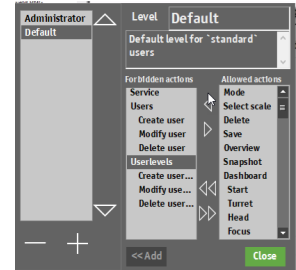 Administrator
Default
Level Default
Default level for `standard`
users
Forbidden actions
Service
Users
Create user
Modify user
Delete user
Userlevels
Create user...
Modify use...
Delete user...
Allowed actions
Mode
Select scale
Delete
Save
Overview
Snapshot
Dashboard
Start
Turret
Head
Focus
<< Add
Close